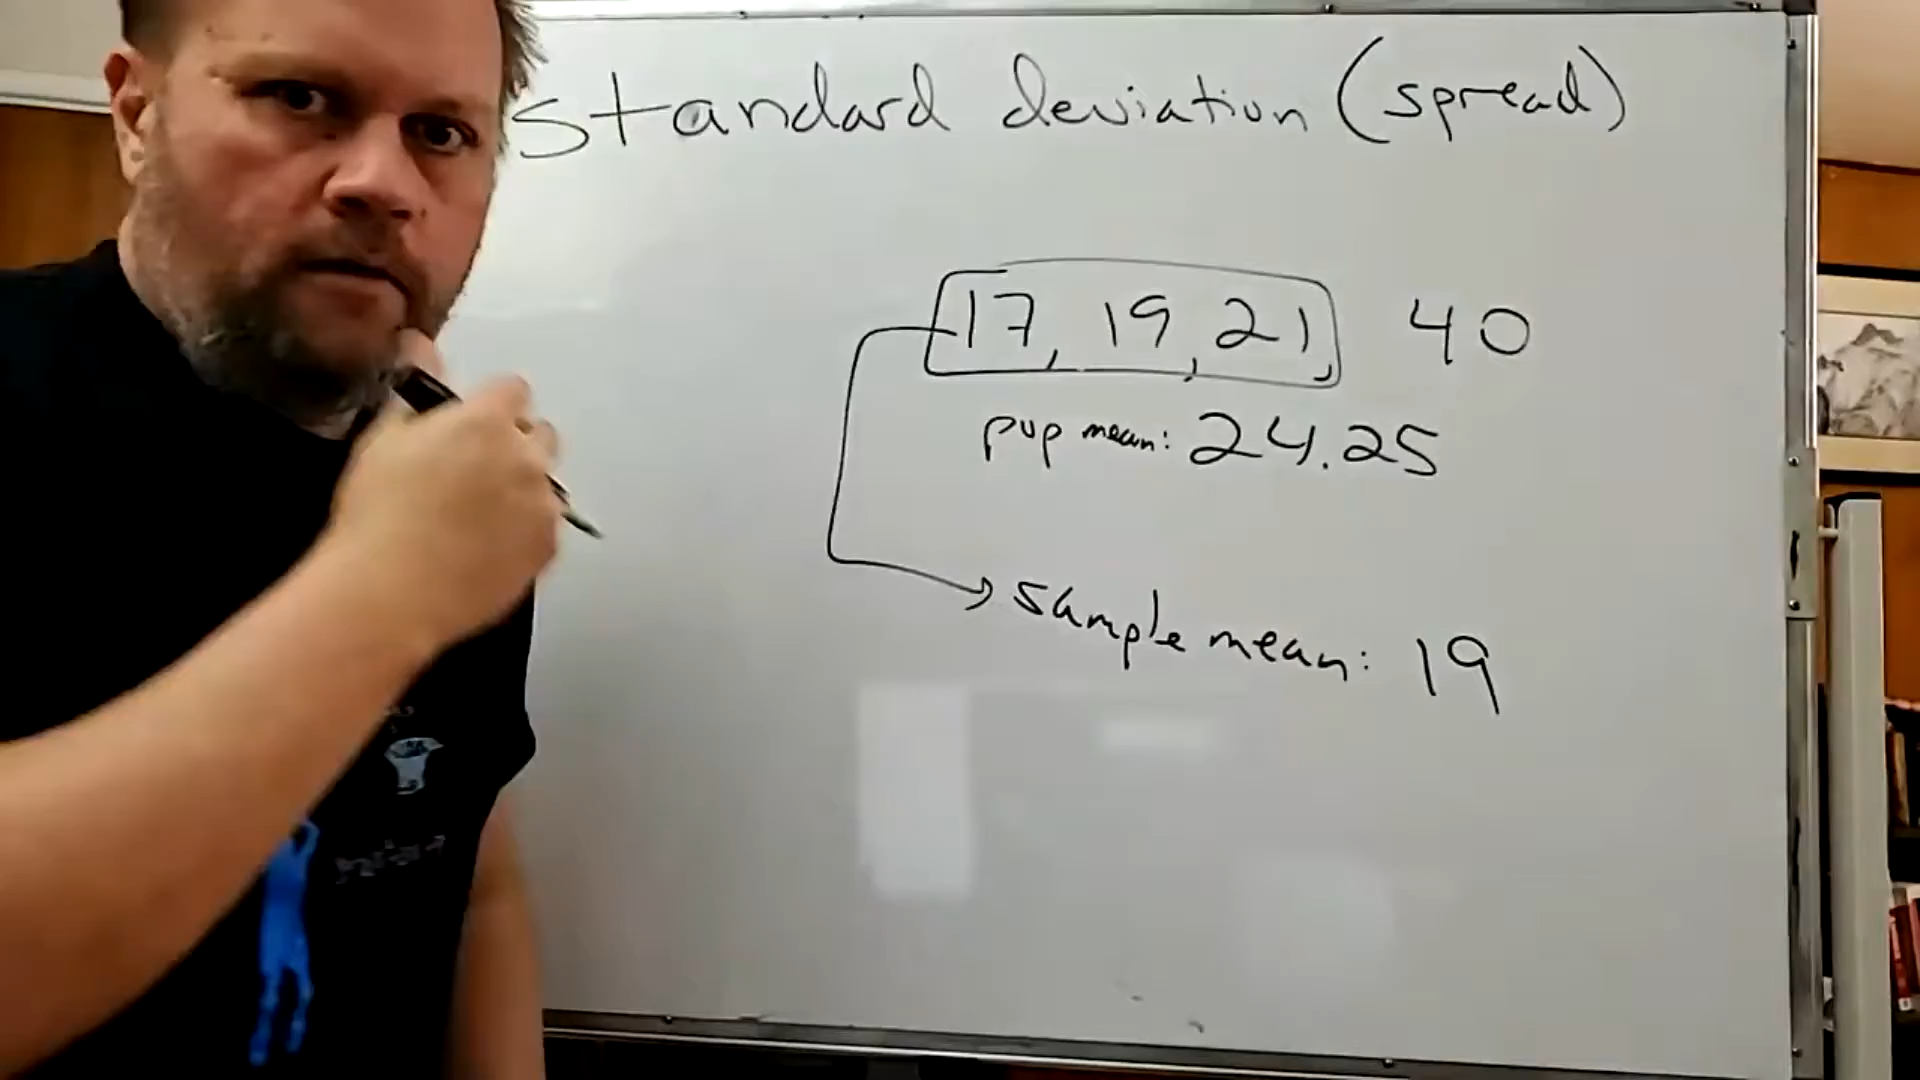 standard deviation (spread)
17, 19, 21, 40
pop mean: 24.25
sample mean: 19